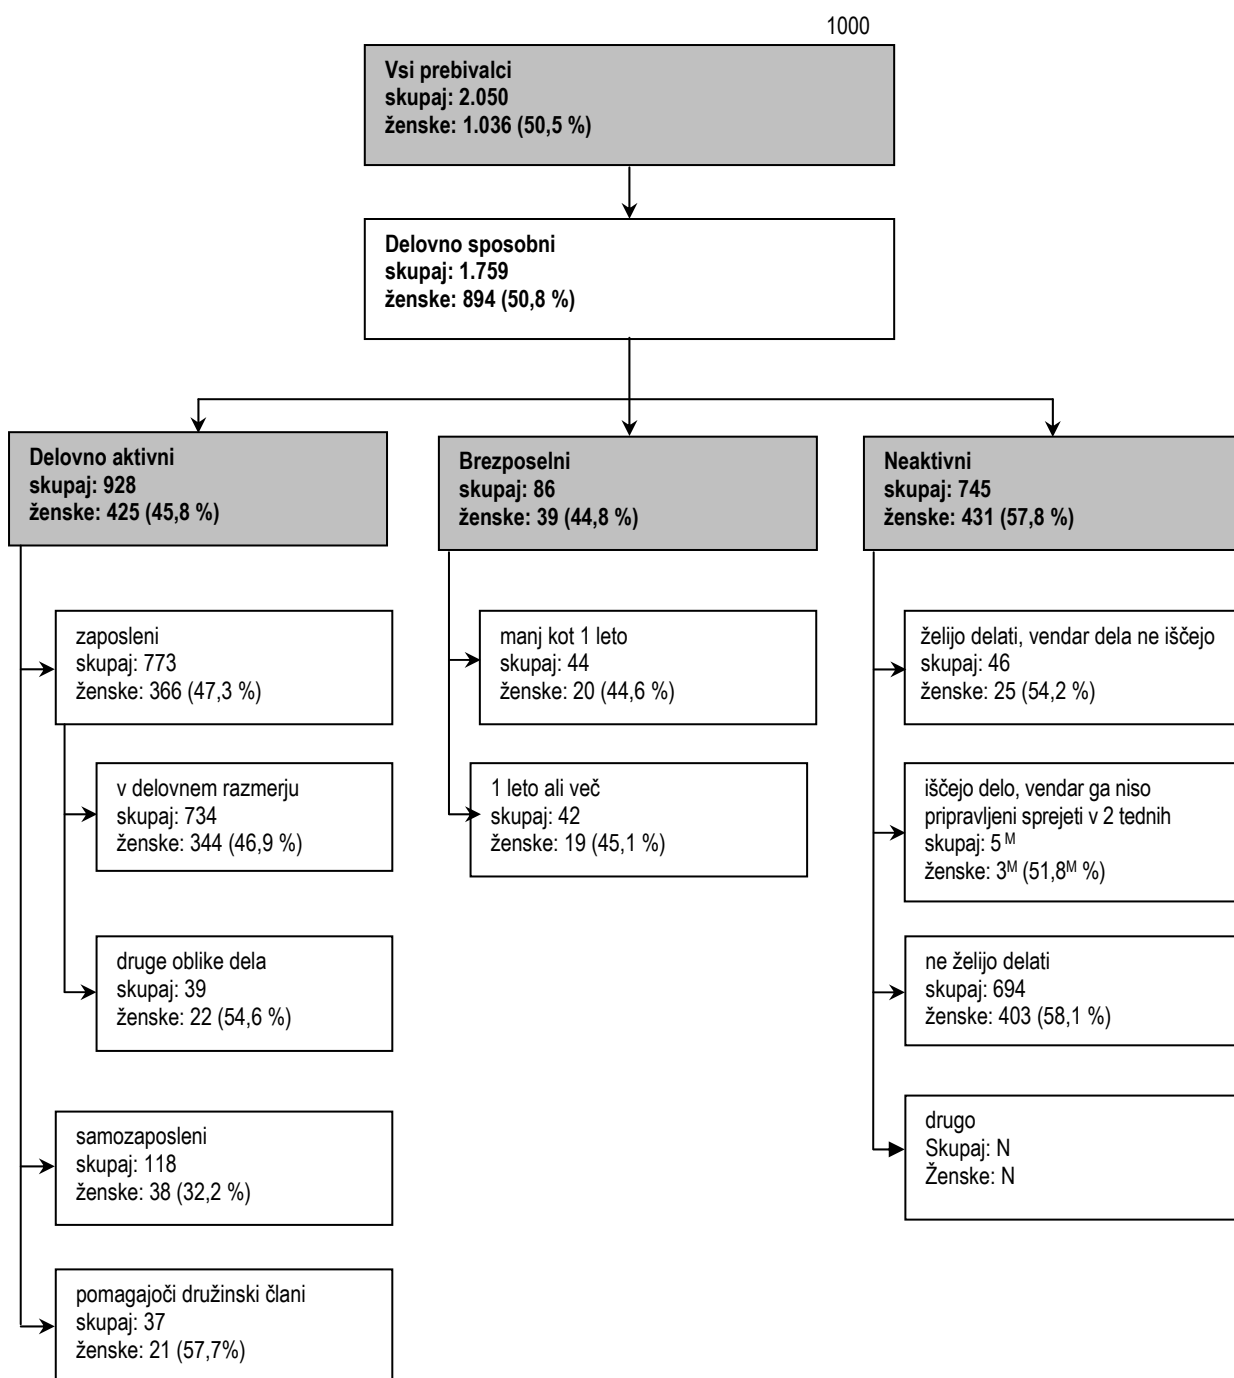 1000
Vsi prebivalci
skupaj: 2.050
ženske: 1.036 (50,5 %)
Delovno sposobni
skupaj: 1.759
ženske: 894 (50,8 %)
Delovno aktivni
skupaj: 928
ženske: 425 (45,8 %)
zaposleni
skupaj: 773
ženske: 366 (47,3 %)
v delovnem razmerju
skupaj: 734
ženske: 344 (46,9 %)
druge oblike dela
skupaj: 39
ženske: 22 (54,6 %)
samozaposleni
skupaj: 118
ženske: 38 (32,2 %)
pomagajoči družinski člani
skupaj: 37
ženske: 21 (57,7%)
Brezposelni
skupaj: 86
ženske: 39 (44,8 %)
manj kot 1 leto
skupaj: 44
ženske: 20 (44,6 %)
1 leto ali več
skupaj: 42
ženske: 19 (45,1 %)
Neaktivni
skupaj: 745
ženske: 431 (57,8 %)
želijo delati, vendar dela ne iščejo
skupaj: 46
ženske: 25 (54,2 %)
iščejo delo, vendar ga niso
pripravljeni sprejeti v 2 tednih
skupaj: 5 ᴹ
ženske: 3ᴹ (51,8ᴹ %)
ne želijo delati
skupaj: 694
ženske: 403 (58,1 %)
drugo
Skupaj: N
Ženske: N